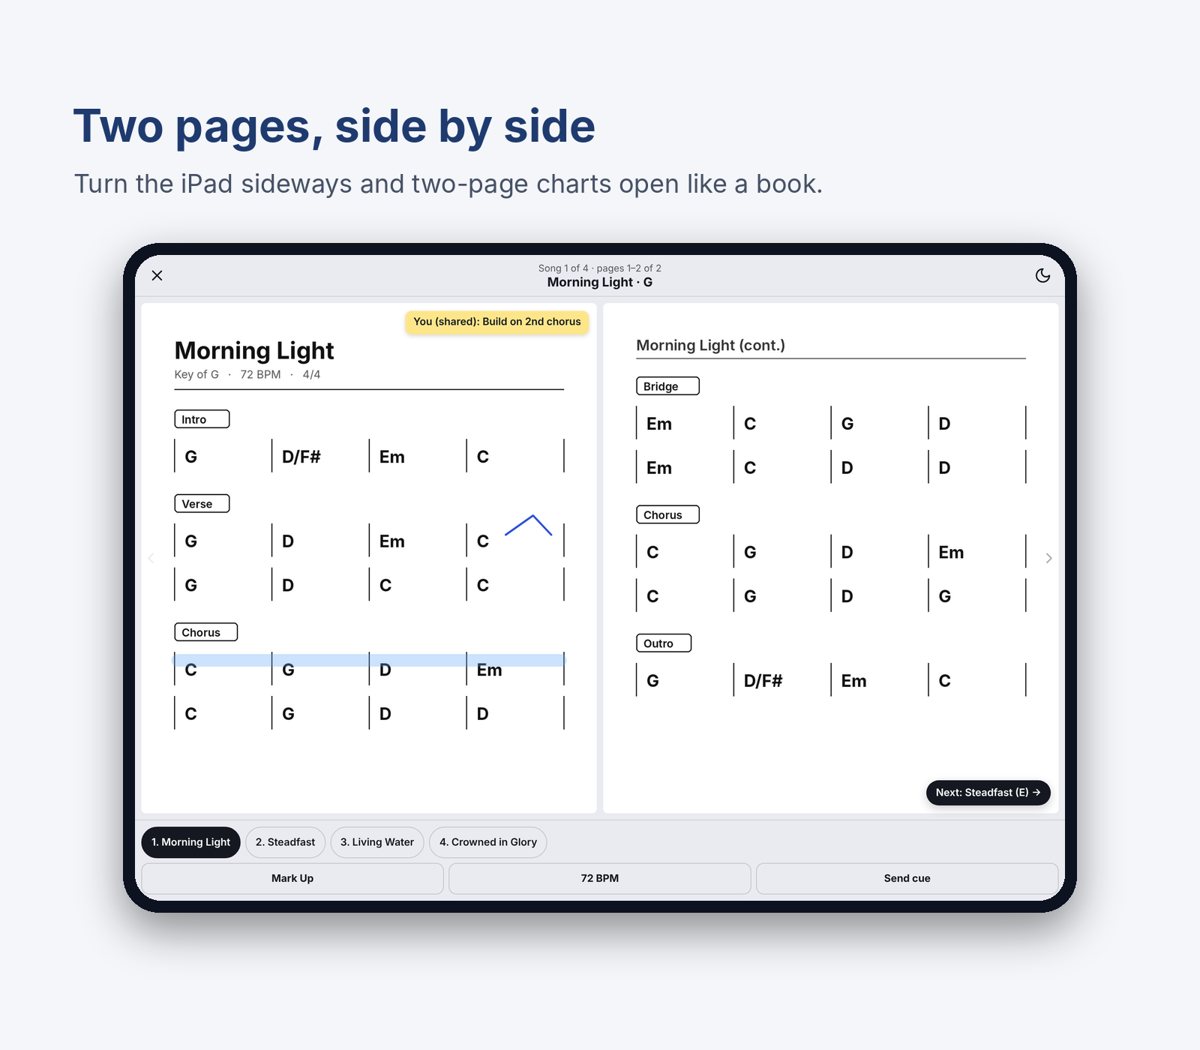 Two pages, side by side
Turn the iPad sideways and two-page charts open like a book.
Song 1 of 4 · pages 1–2 of 2
Morning Light · G
You (shared): Build on 2nd chorus
Morning Light
Key of G · 72 BPM · 4/4
Intro
G D/F# Em C
Verse
G D Em C
G D C C
Chorus
C G D Em
C G D D
Morning Light (cont.)
Bridge
Em C G D
Em C D D
Chorus
C G D Em
C G D G
Outro
G D/F# Em C
Next: Steadfast (E) →
1. Morning Light 2. Steadfast 3. Living Water 4. Crowned in Glory
Mark Up 72 BPM Send cue